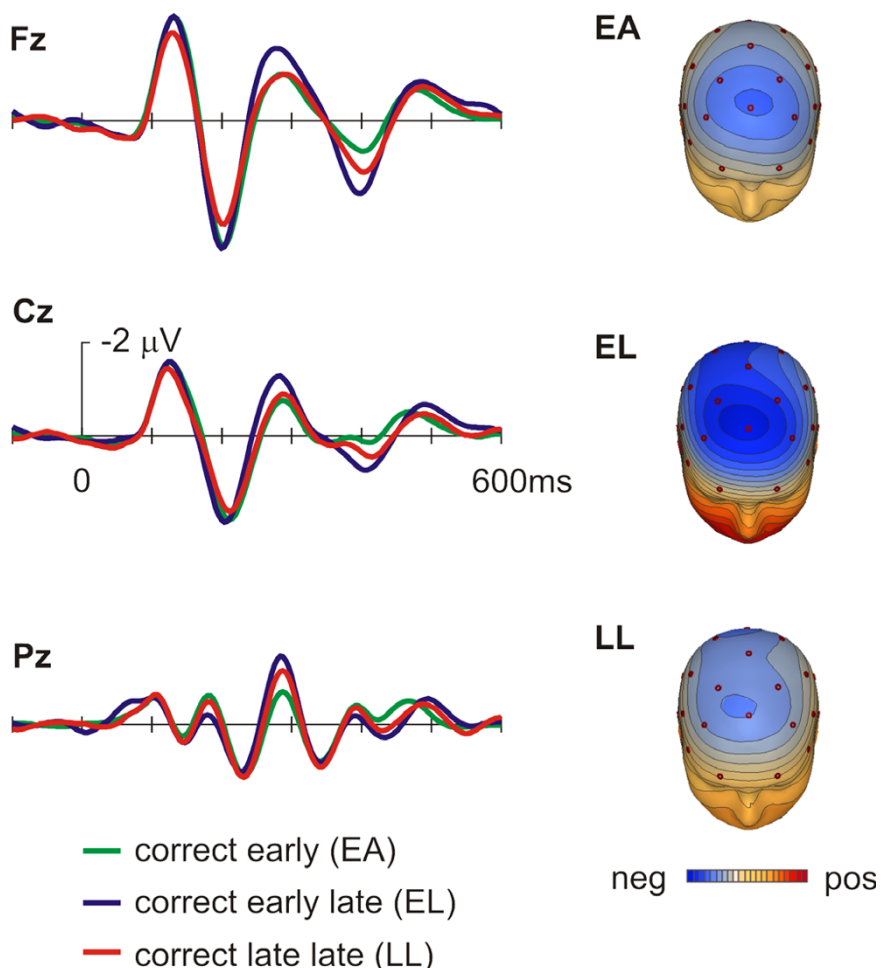 Fz
EA
Cz
-2 µV
0
600ms
EL
Pz
LL
correct early (EA)
correct early late (EL)
correct late late (LL)
neg
pos